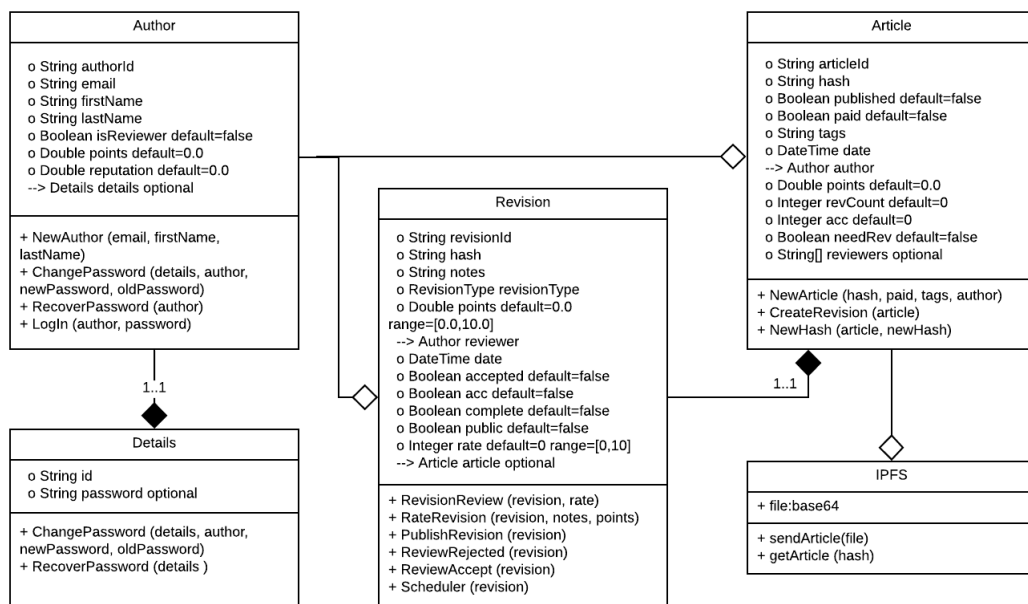 Author
o String authorId
o String email
o String firstName
o String lastName
o Boolean isReviewer default=false
o Double points default=0.0
o Double reputation default=0.0
--> Details details optional
+ NewAuthor (email, firstName,
lastName)
+ ChangePassword (details, author,
newPassword, oldPassword)
+ RecoverPassword (author)
+ LogIn (author, password)
1..1
Details
o String id
o String password optional
+ ChangePassword (details, author,
newPassword, oldPassword)
+ RecoverPassword (details )
Revision
o String revisionId
o String hash
o String notes
o RevisionType revisionType
o Double points default=0.0
range=[0.0,10.0]
--> Author reviewer
o DateTime date
o Boolean accepted default=false
o Boolean acc default=false
o Boolean complete default=false
o Boolean public default=false
o Integer rate default=0 range=[0,10]
--> Article article optional
+ RevisionReview (revision, rate)
+ RateRevision (revision, notes, points)
+ PublishRevision (revision)
+ ReviewRejected (revision)
+ ReviewAccept (revision)
+ Scheduler (revision)
Article
o String articleId
o String hash
o Boolean published default=false
o Boolean paid default=false
o String tags
o DateTime date
--> Author author
o Double points default=0.0
o Integer revCount default=0
o Integer acc default=0
o Boolean needRev default=false
o String[] reviewers optional
+ NewArticle (hash, paid, tags, author)
+ CreateRevision (article)
+ NewHash (article, newHash)
1..1
IPFS
+ file:base64
+ sendArticle(file)
+ getArticle (hash)